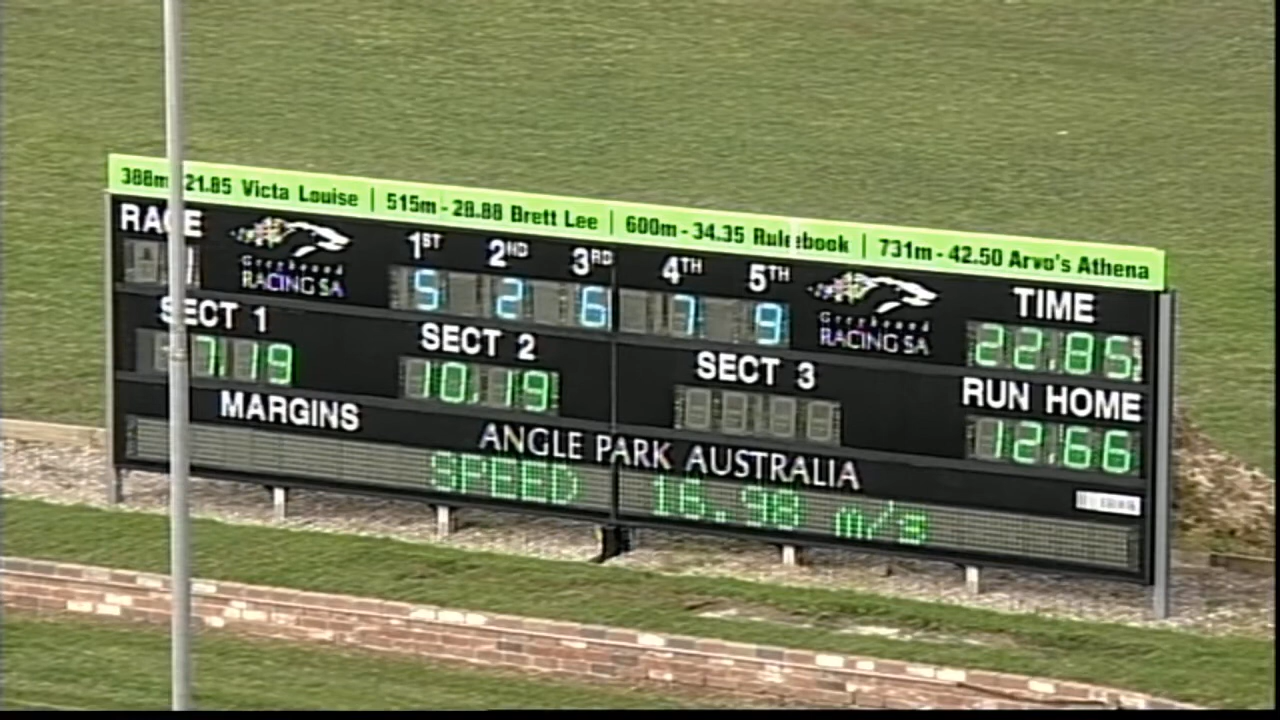 388m 21.85 Victa Louise | 515m - 28.88 Brett Lee | 600m - 34.35 Rulebook | 731m - 42.50 Arvo's Athena
RACE 1ST 2ND 3RD 4TH 5TH
Greyhound RACING SA 5 2 6 7 9 Greyhound RACING SA
TIME
22.85
SECT 1 SECT 2 SECT 3 RUN HOME
7.19 10.19 12.66
MARGINS
ANGLE PARK AUSTRALIA
SPEED 16.98 m/s